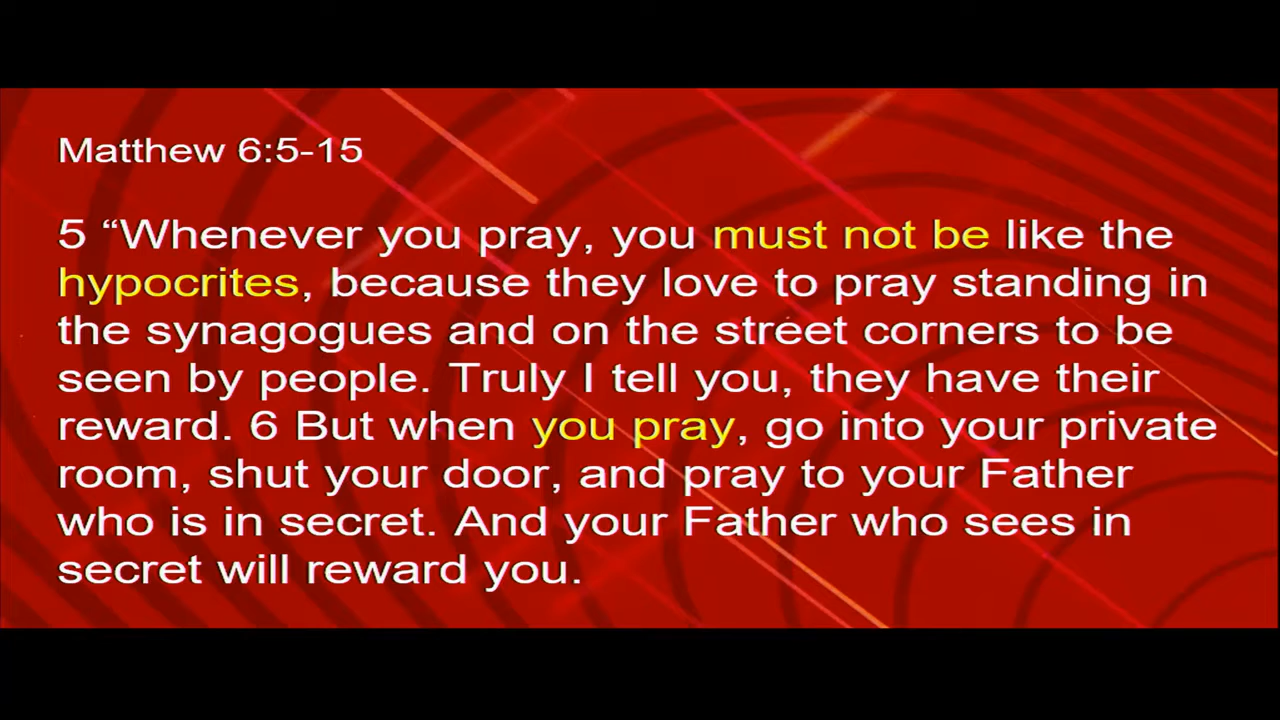 Matthew 6:5-15
5 “Whenever you pray, you must not be like the
hypocrites, because they love to pray standing in
the synagogues and on the street corners to be
seen by people. Truly I tell you, they have their
reward. 6 But when you pray, go into your private
room, shut your door, and pray to your Father
who is in secret. And your Father who sees in
secret will reward you.